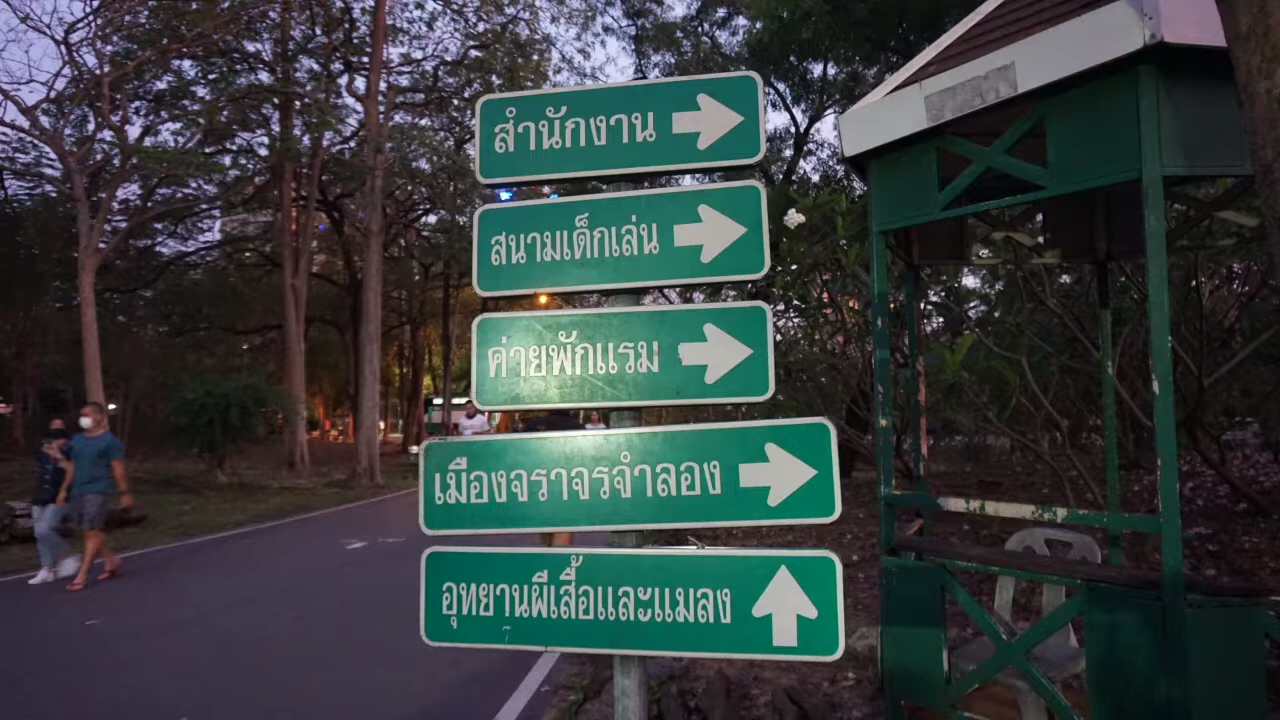 สำนักงาน
สนามเด็กเล่น
ค่ายพักแรม
เมืองจราจรจำลอง
อุทยานผีเสื้อและแมลง